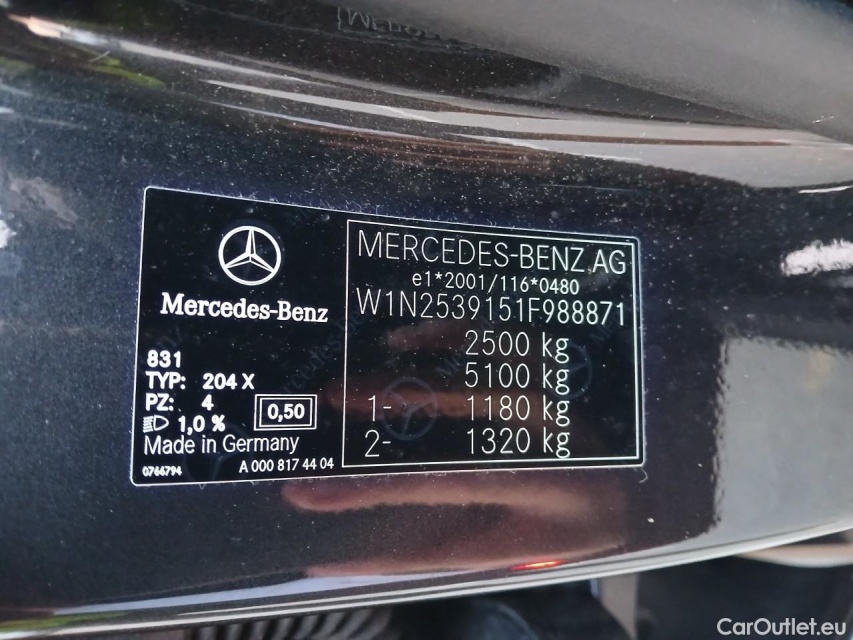 Mercedes-Benz
831
TYP: 204 X
PZ: 4
0,50
1,0 %
Made in Germany
0766794
A 000 817 44 04
MERCEDES-BENZ AG
e1*2001/116*0480
W1N2539151F988871
2500 kg
5100 kg
1- 1180 kg
2- 1320 kg
CarOutlet.eu